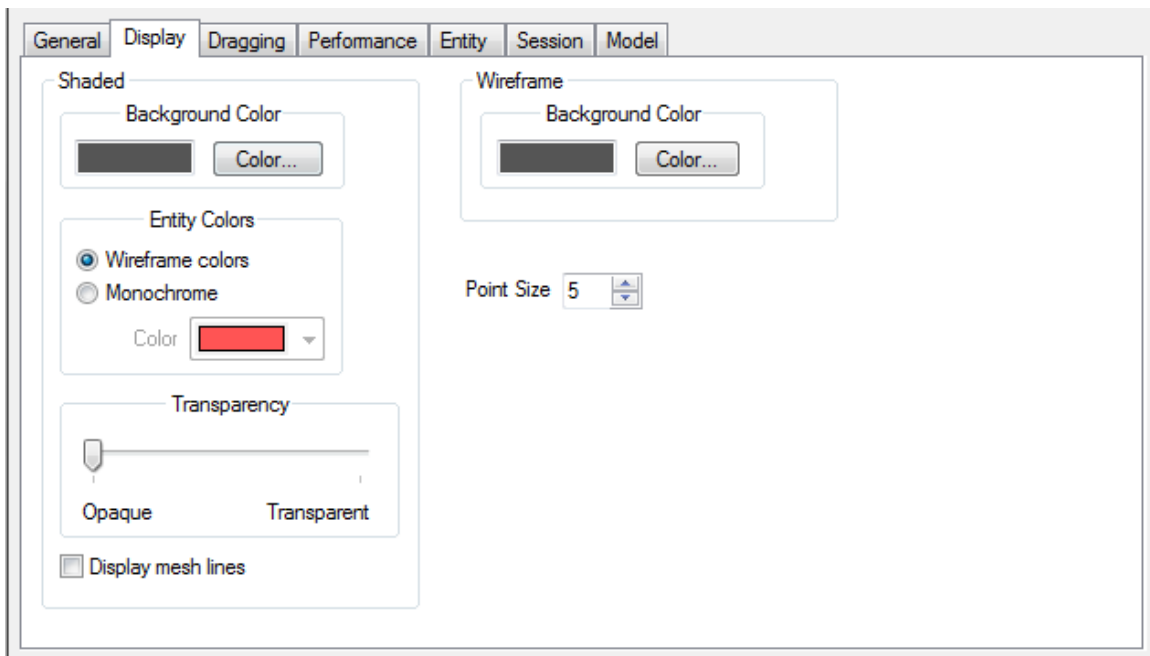 General Display Dragging Performance Entity Session Model
Shaded
Background Color
Color...
Entity Colors
Wireframe colors
Monochrome
Color
Transparency
Opaque Transparent
Display mesh lines
Wireframe
Background Color
Color...
Point Size 5